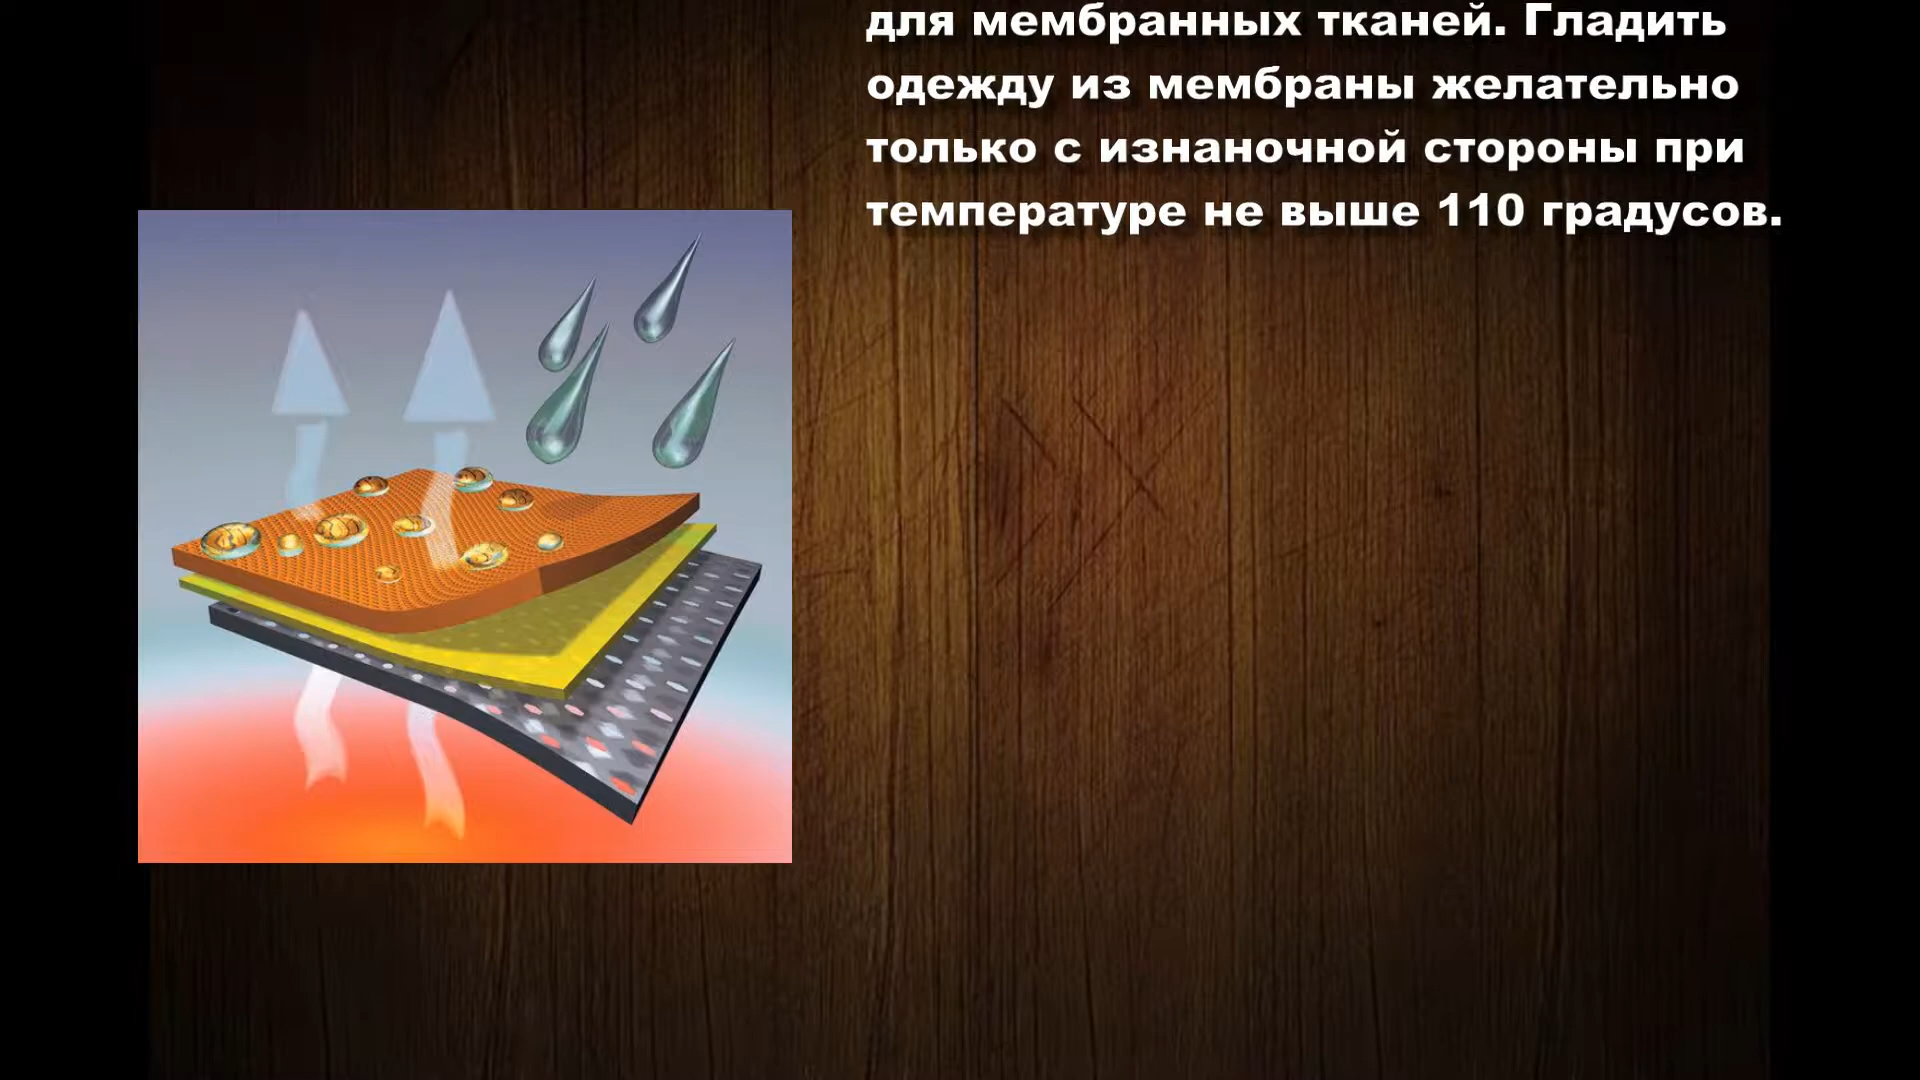 для мембранных тканей. Гладить
одежду из мембраны желательно
только с изнаночной стороны при
температуре не выше 110 градусов.